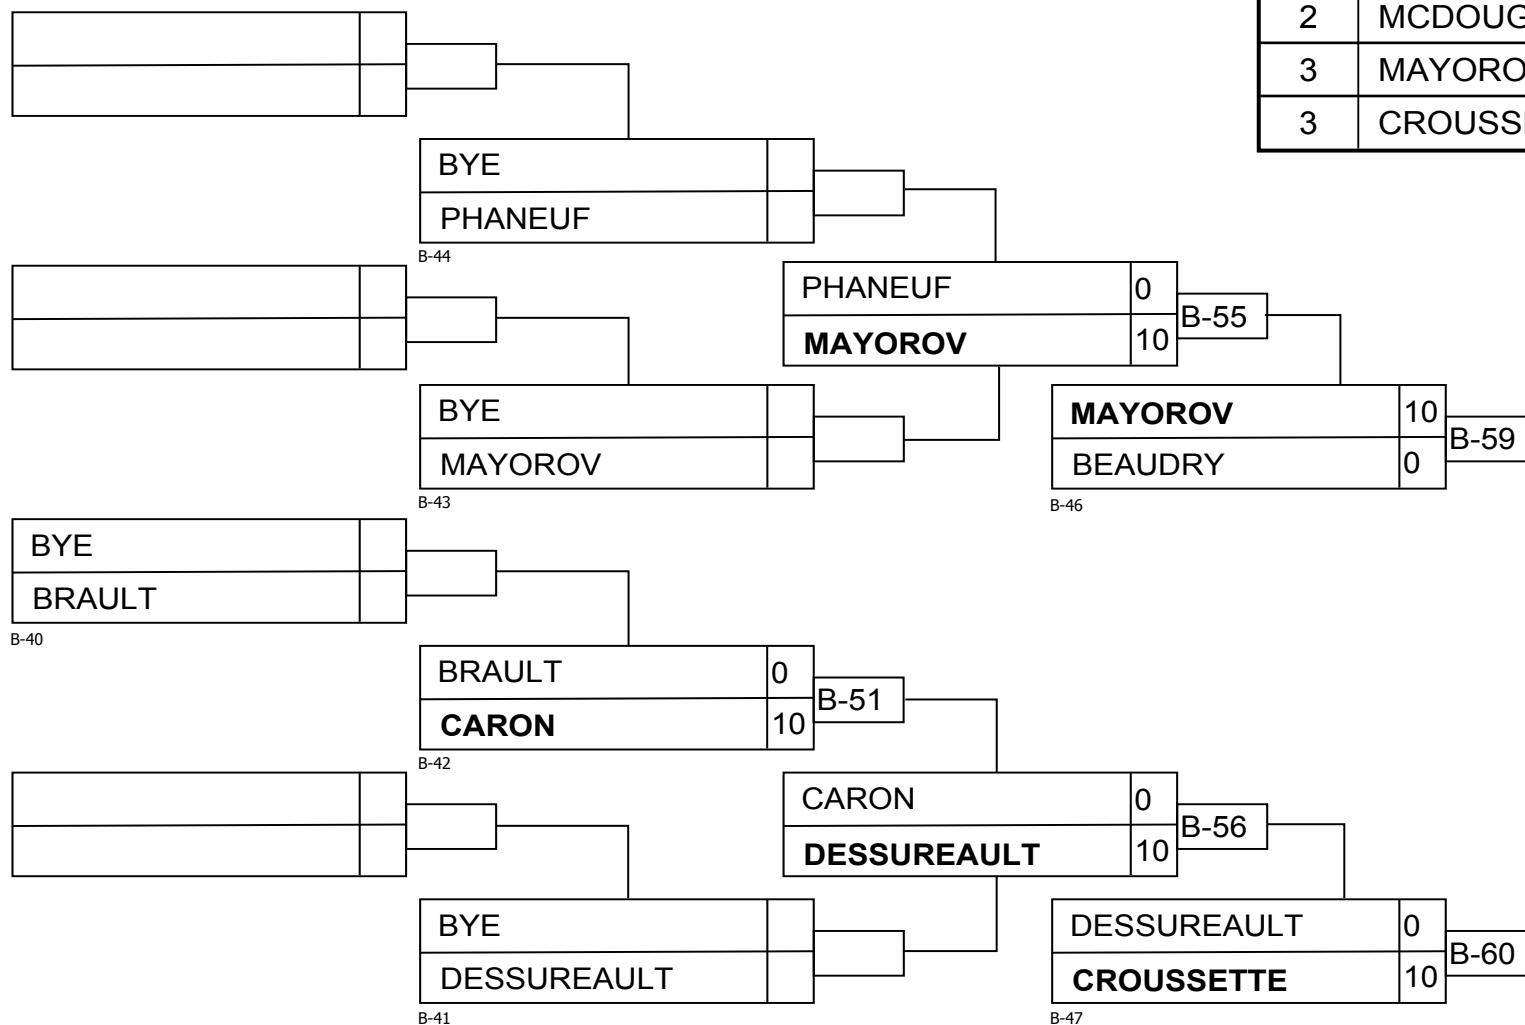 2
3 MAYORO
3
BYE
PHANEUF
B-44
PHANEUF 0
MAYOROV 10
B-55
BYE
MAYOROV
B-43
MAYOROV 10
BEAUDRY 0
B-59
B-46
BYE
BRAULT
B-40
BRAULT 0
CARON 10
B-51
B-42
CARON 0
DESSUREAULT 10
B-56
BYE
DESSUREAULT
B-41
DESSUREAULT 0
CROUSSETTE 10
B-60
B-47